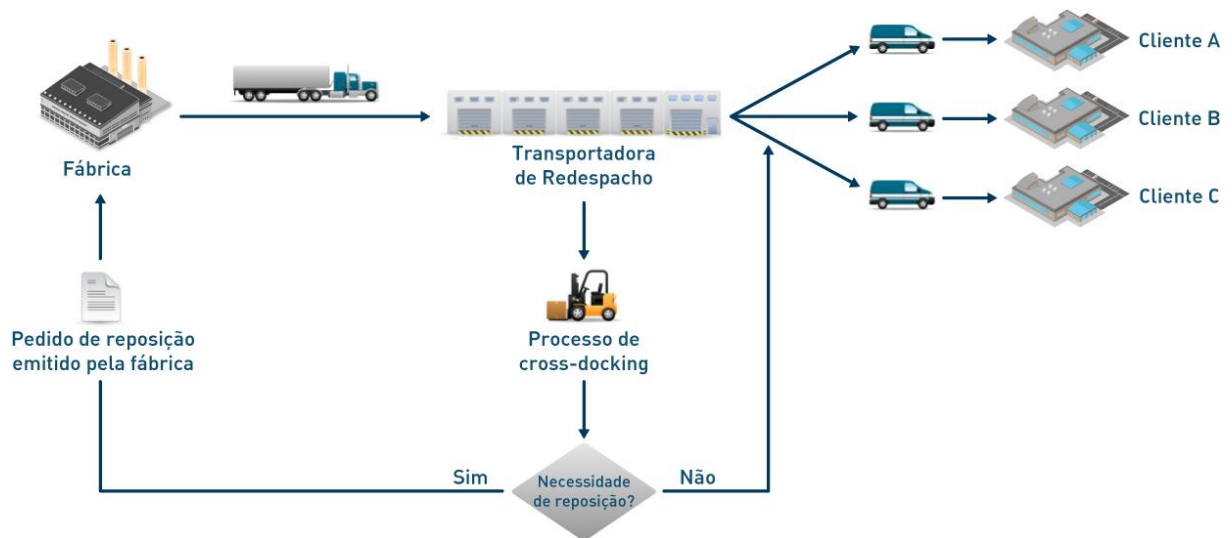 Fábrica
Transportadora
de Redespacho
Cliente A
Cliente B
Cliente C
Pedido de reposição
emitido pela fábrica
Processo de
cross-docking
Sim
Necessidade
de reposição?
Não